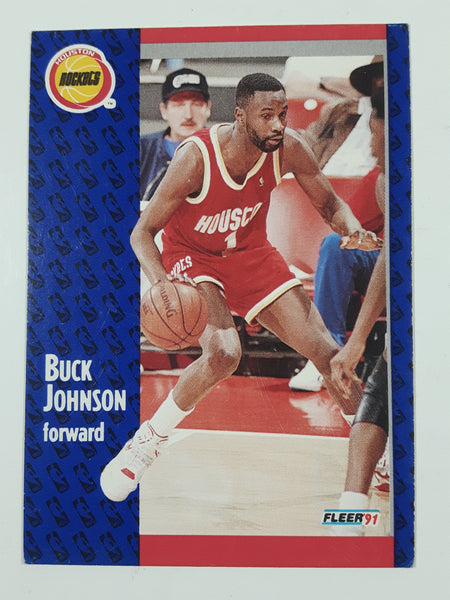 HOUSTON
ROCKETS
TM
HOUSTON
1
BUCK
JOHNSON
forward
FLEER '91